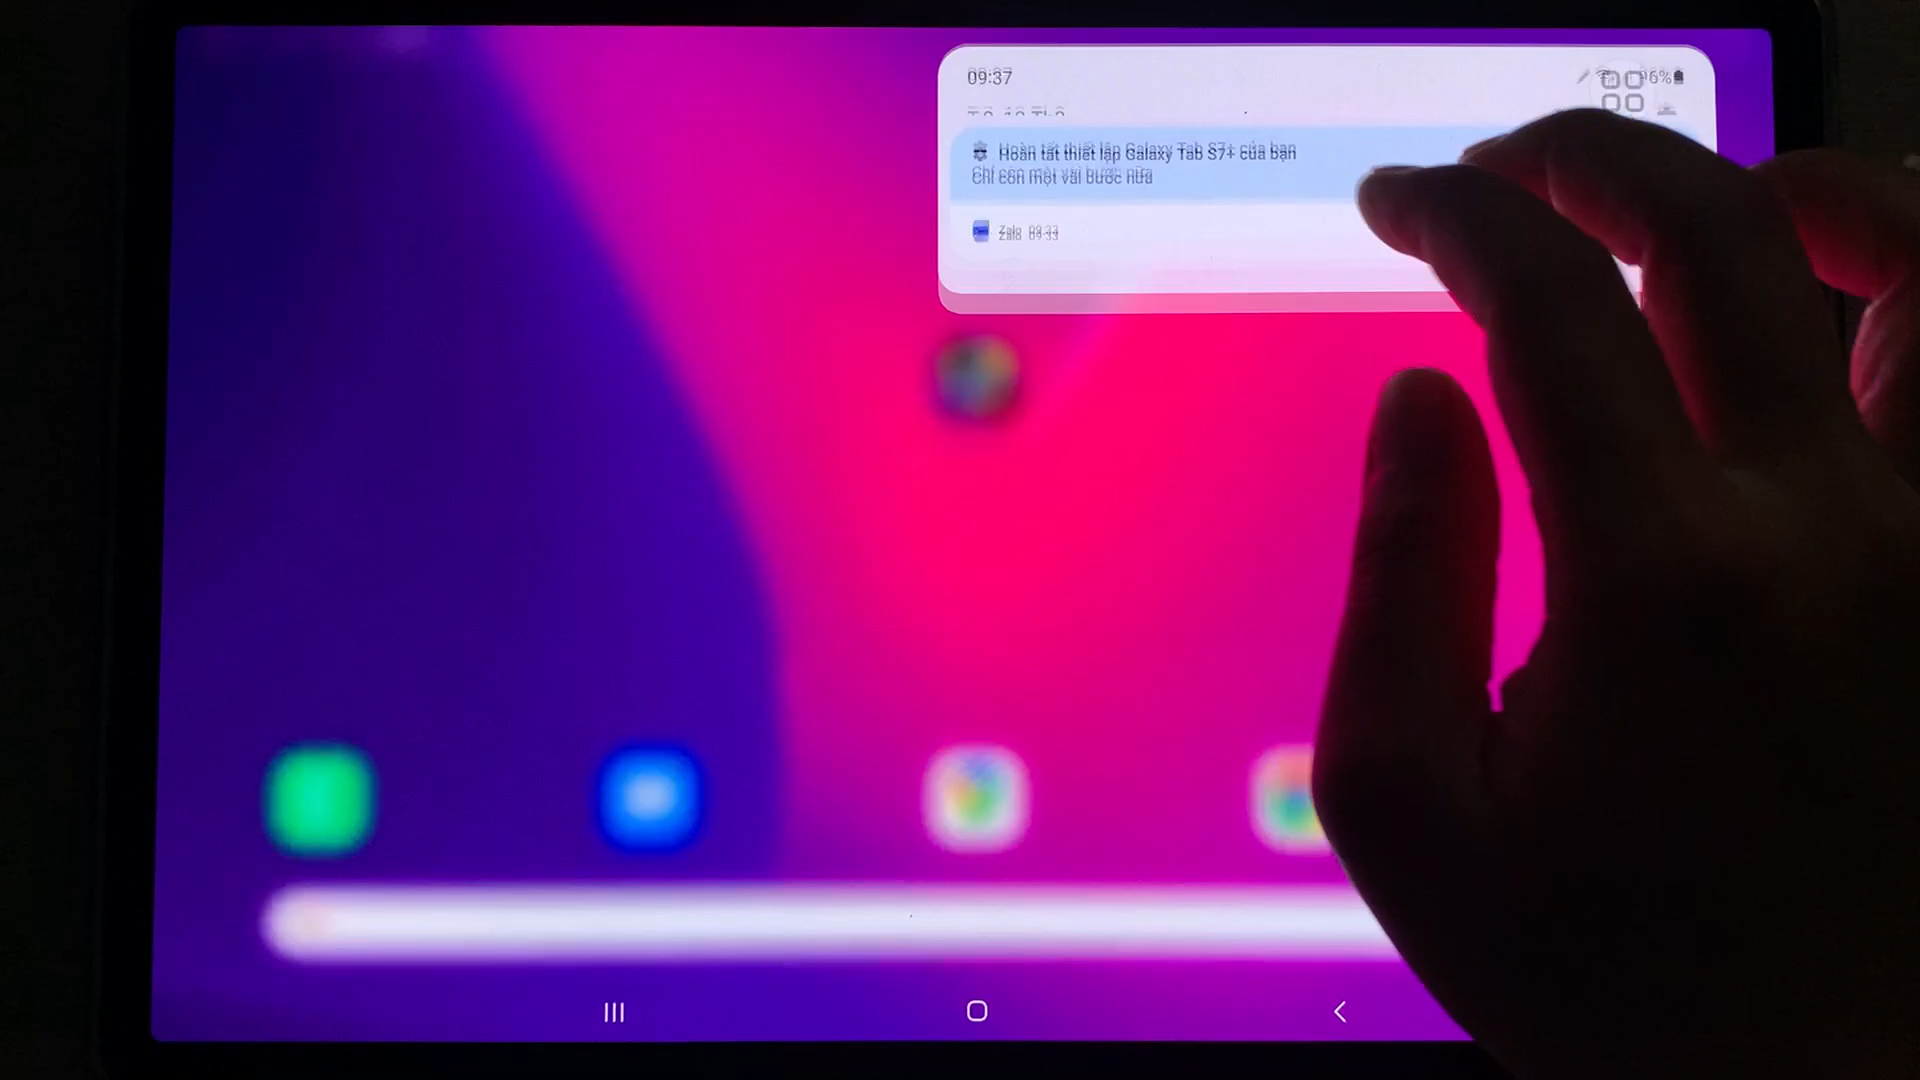 09:37
96%
Hoàn tất thiết lập Galaxy Tab S7+ của bạn
Chỉ còn một vài bước nữa
Zalo 09:33